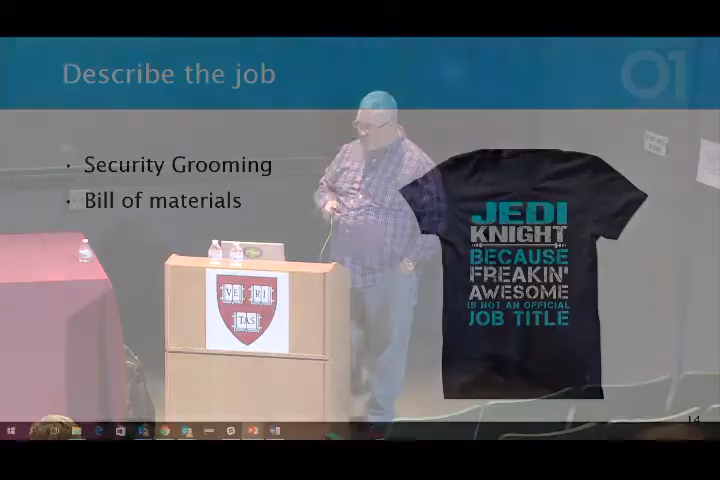 Describe the job
01
· Security Grooming
· Bill of materials
JEDI
KNIGHT
BECAUSE
FREAKIN'
AWESOME
IS NOT AN OFFICIAL
JOB TITLE
VE RI
TAS
14